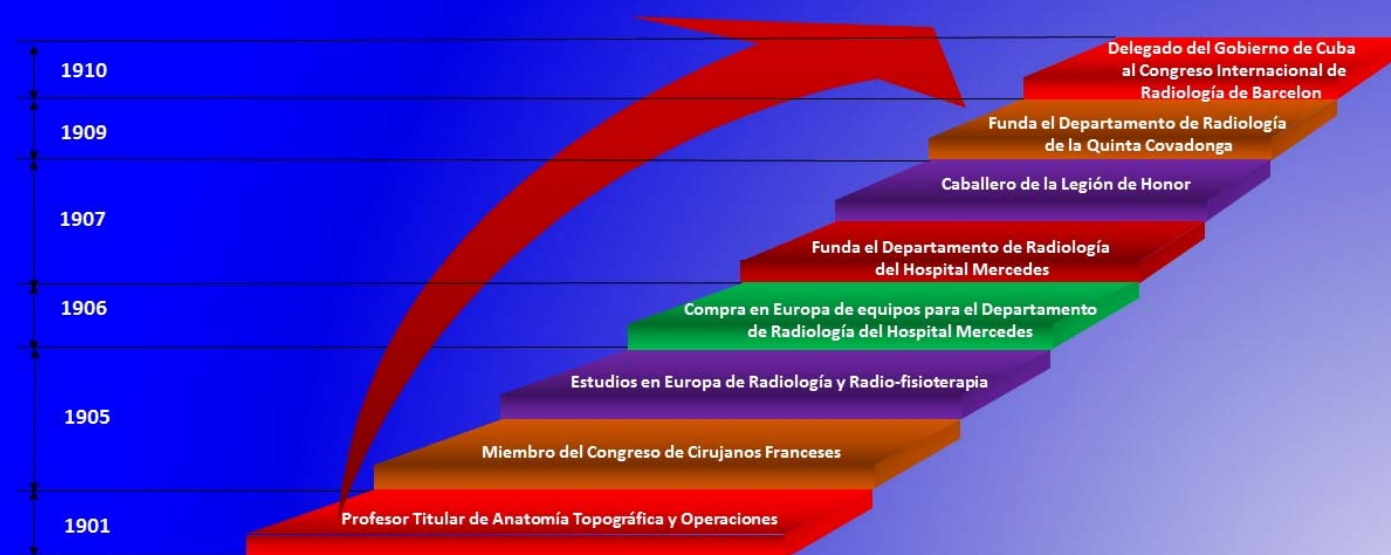 1910
Delegado del Gobierno de Cuba
al Congreso Internacional de
Radiología de Barcelon
1909
Funda el Departamento de Radiología
de la Quinta Covadonga
1907
Caballero de la Legión de Honor
Funda el Departamento de Radiología
del Hospital Mercedes
1906
Compra en Europa de equipos para el Departamento
de Radiología del Hospital Mercedes
1905
Estudios en Europa de Radiología y Radio-fisioterapia
Miembro del Congreso de Cirujanos Franceses
1901
Profesor Titular de Anatomía Topográfica y Operaciones